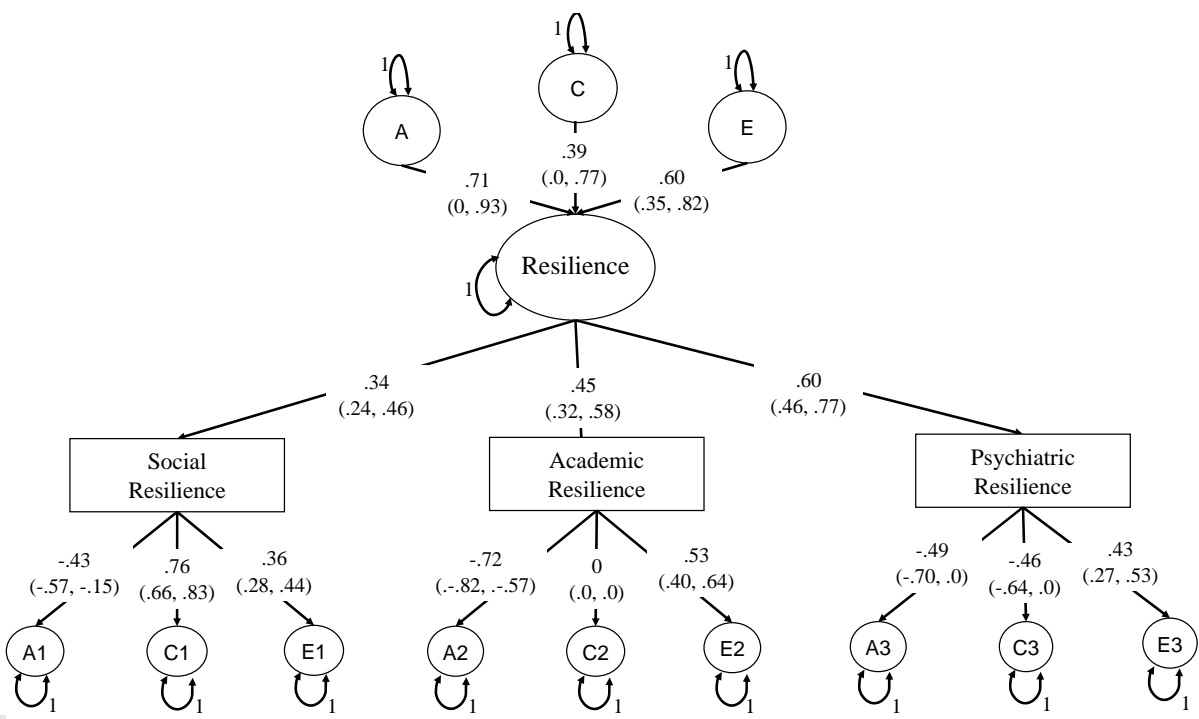 1
1
1
C
A
E
.39
(.0, .77)
.71
(0, .93)
.60
(.35, .82)
Resilience
1
.34
(.24, .46)
.45
(.32, .58)
.60
(.46, .77)
Social
Resilience
Academic
Resilience
Psychiatric
Resilience
-.43
(-.57, -.15)
.76
(.66, .83)
.36
(.28, .44)
-.72
(.-.82, .-.57)
0
(.0, .0)
.53
(.40, .64)
-.49
(-.70, .0)
-.46
(-.64, .0)
.43
(.27, .53)
A1
C1
E1
A2
C2
E2
A3
C3
E3
1
1
1
1
1
1
1
1
1